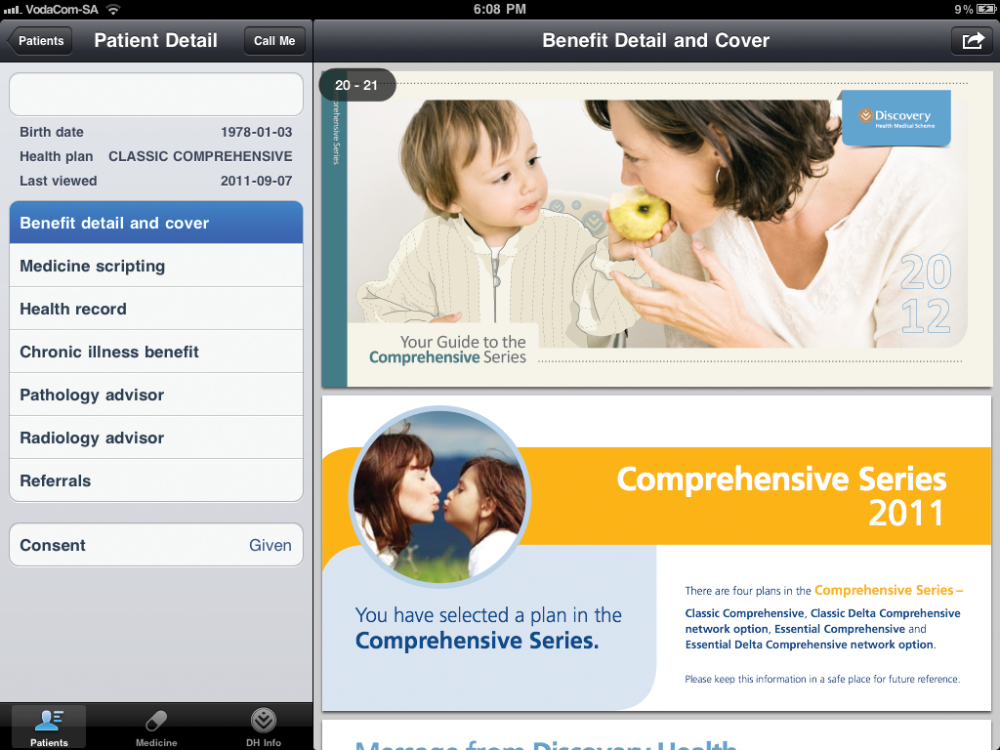 VodaCom-SA
6:08 PM
9%
Patients
Patient Detail
Call Me
Birth date 1978-01-03
Health plan CLASSIC COMPREHENSIVE
Last viewed 2011-09-07
Benefit detail and cover
Medicine scripting
Health record
Chronic illness benefit
Pathology advisor
Radiology advisor
Referrals
Consent Given
Patients
Medicine
DH Info
Benefit Detail and Cover
20 - 21
Series
Discovery
Health Medical Scheme
20
12
Your Guide to the
Comprehensive Series
Comprehensive Series
2011
You have selected a plan in the
Comprehensive Series.
There are four plans in the Comprehensive Series –
Classic Comprehensive, Classic Delta Comprehensive
network option, Essential Comprehensive and
Essential Delta Comprehensive network option.
Please keep this information in a safe place for future reference.
Message from Discovery Health